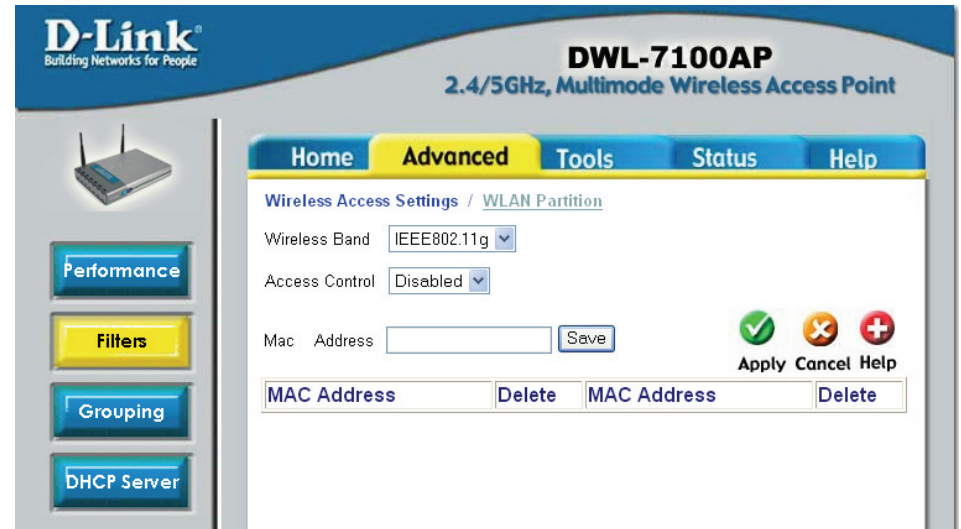 D-Link®
Building Networks for People
DWL-7100AP
2.4/5GHz, Multimode Wireless Access Point
Home Advanced Tools Status Help
Performance
Filters
Grouping
DHCP Server
Wireless Access Settings / WLAN Partition
Wireless Band IEEE802.11g
Access Control Disabled
Mac Address Save
Apply Cancel Help
MAC Address Delete MAC Address Delete